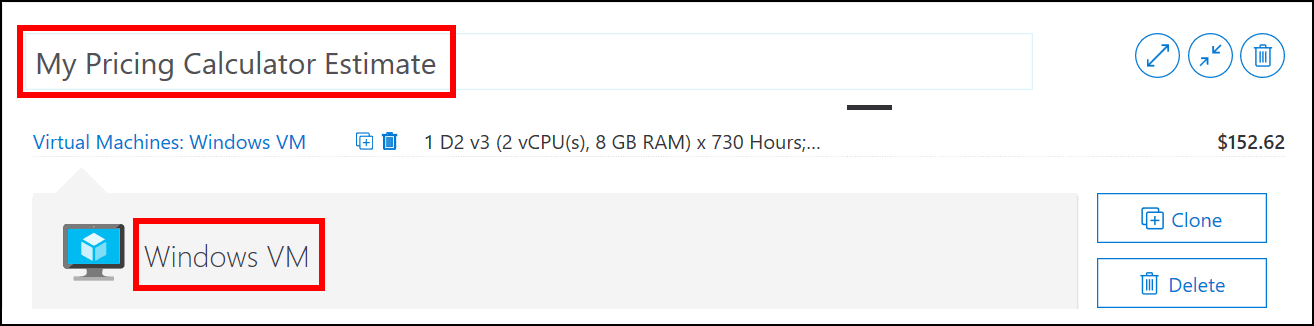 My Pricing Calculator Estimate
Virtual Machines: Windows VM 1 D2 v3 (2 vCPU(s), 8 GB RAM) x 730 Hours;... $152.62
Windows VM
Clone
Delete